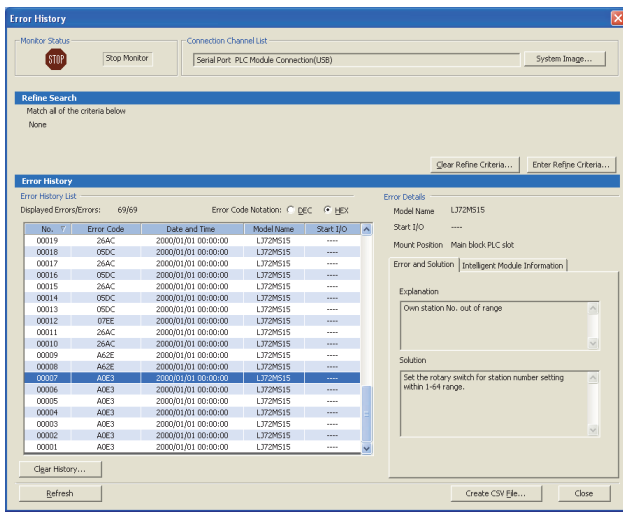 Error History
Monitor Status
STOP
Stop Monitor
Connection Channel List
Serial Port PLC Module Connection(USB)
System Image...
Refine Search
Match all of the criteria below
None
Clear Refine Criteria...
Enter Refine Criteria...
Error History
Error History List
Displayed Errors/Errors: 69/69
Error Code Notation: DEC HEX
No. Error Code Date and Time Model Name Start I/O
00019 26AC 2000/01/01 00:00:00 LJ72MS15 ----
00018 05DC 2000/01/01 00:00:00 LJ72MS15 ----
00017 26AC 2000/01/01 00:00:00 LJ72MS15 ----
00016 05DC 2000/01/01 00:00:00 LJ72MS15 ----
00015 26AC 2000/01/01 00:00:00 LJ72MS15 ----
00014 05DC 2000/01/01 00:00:00 LJ72MS15 ----
00013 05DC 2000/01/01 00:00:00 LJ72MS15 ----
00012 07EE 2000/01/01 00:00:00 LJ72MS15 ----
00011 26AC 2000/01/01 00:00:00 LJ72MS15 ----
00010 26AC 2000/01/01 00:00:00 LJ72MS15 ----
00009 A62E 2000/01/01 00:00:00 LJ72MS15 ----
00008 A62E 2000/01/01 00:00:00 LJ72MS15 ----
00007 A0E3 2000/01/01 00:00:00 LJ72MS15 ----
00006 A0E3 2000/01/01 00:00:00 LJ72MS15 ----
00005 A0E3 2000/01/01 00:00:00 LJ72MS15 ----
00004 A0E3 2000/01/01 00:00:00 LJ72MS15 ----
00003 A0E3 2000/01/01 00:00:00 LJ72MS15 ----
00002 A0E3 2000/01/01 00:00:00 LJ72MS15 ----
00001 A0E3 2000/01/01 00:00:00 LJ72MS15 ----
Clear History...
Error Details
Model Name LJ72MS15
Start I/O ----
Mount Position Main block PLC slot
Error and Solution Intelligent Module Information
Explanation
Own station No. out of range
Solution
Set the rotary switch for station number setting
within 1-64 range.
Refresh
Create CSV File...
Close